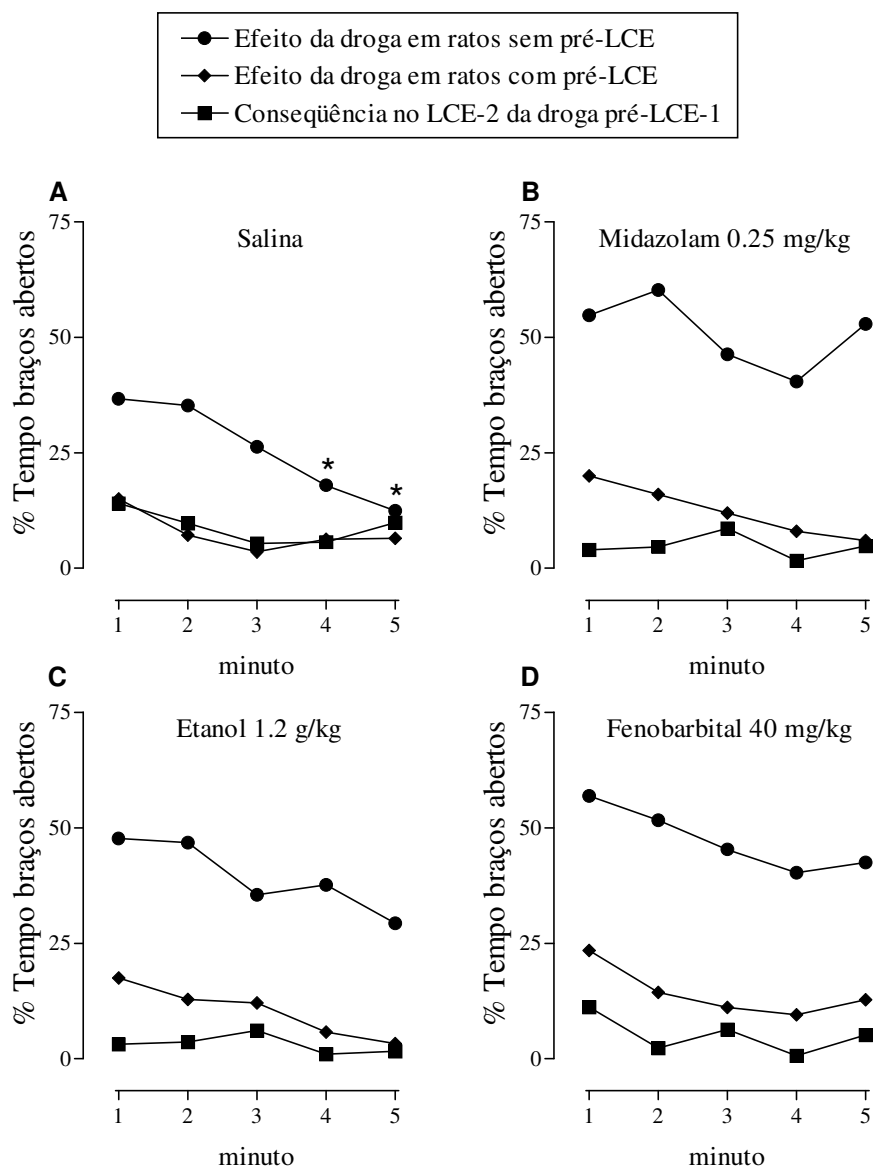 Efeito da droga em ratos sem pré-LCE
Efeito da droga em ratos com pré-LCE
Conseqüência no LCE-2 da droga pré-LCE-1
A
Salina
% Tempo braços abertos
75
50
25
0
*
*
1 2 3 4 5
minuto
B
Midazolam 0.25 mg/kg
% Tempo braços abertos
75
50
25
0
1 2 3 4 5
minuto
C
Etanol 1.2 g/kg
% Tempo braços abertos
75
50
25
0
1 2 3 4 5
minuto
D
Fenobarbital 40 mg/kg
% Tempo braços abertos
75
50
25
0
1 2 3 4 5
minuto